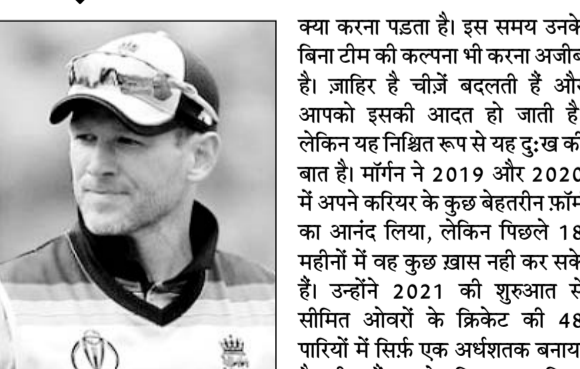 क्या करना पड़ता है। इस समय उनके
बिना टीम की कल्पना भी करना अजीब
है। ज़ाहिर है चीज़ें बदलती हैं और
आपको इसकी आदत हो जाती है
लेकिन यह निश्चित रूप से यह दु:ख की
बात है। मॉर्गन ने 2019 और 2020
में अपने करियर के कुछ बेहतरीन फ़ॉर्म
का आनंद लिया, लेकिन पिछले 18
महीनों में वह कुछ ख़ास नही कर सके
हैं। उन्होंने 2021 की शुरुआत से
सीमित ओवरों के क्रिकेट की 48
पारियों में सिर्फ़ एक अर्धशतक बनाया